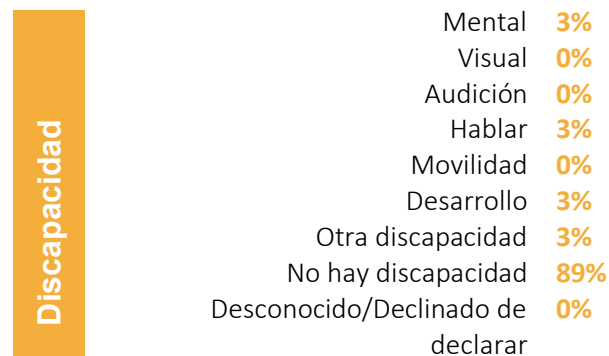 Discapacidad
Mental 3%
Visual 0%
Audición 0%
Hablar 3%
Movilidad 0%
Desarrollo 3%
Otra discapacidad 3%
No hay discapacidad 89%
Desconocido/Declinado de 0%
declarar